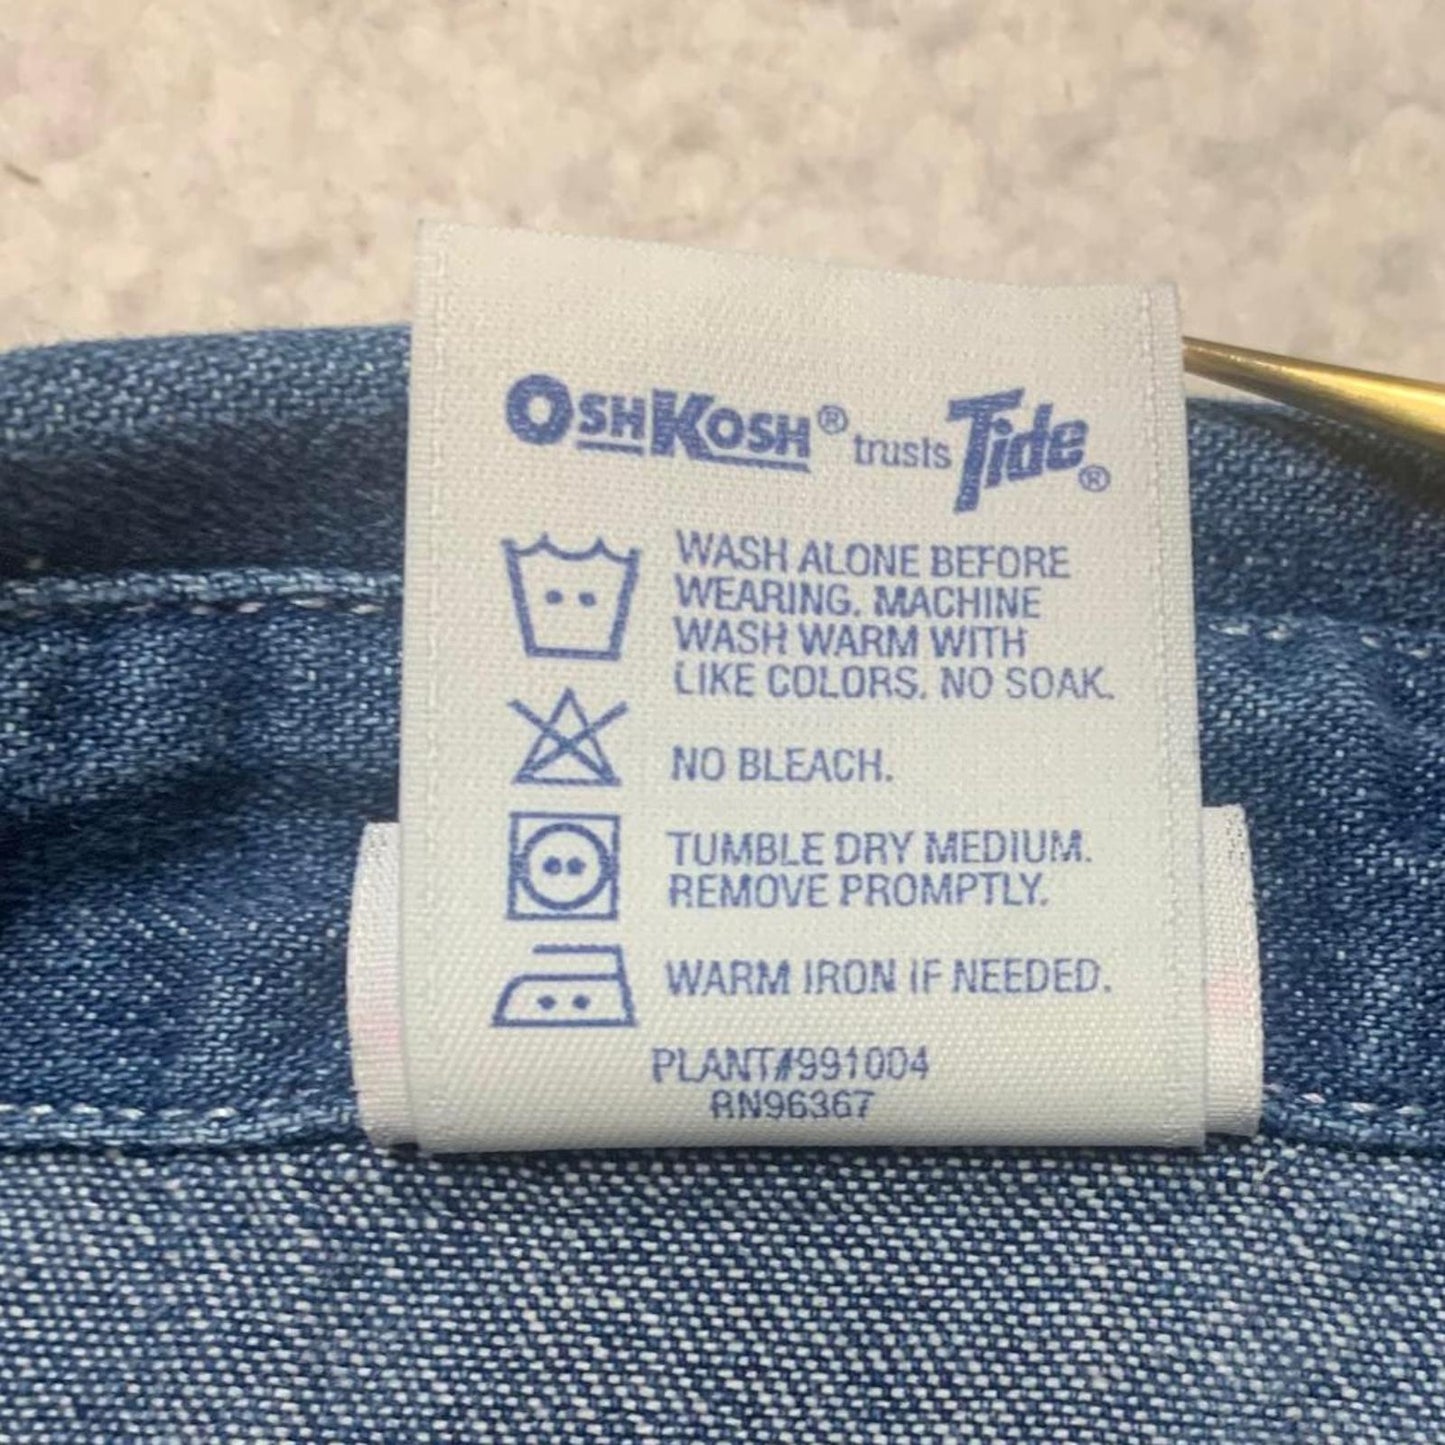 OSHKOSH® trusts Tide®
WASH ALONE BEFORE
WEARING. MACHINE
WASH WARM WITH
LIKE COLORS. NO SOAK.
NO BLEACH.
TUMBLE DRY MEDIUM.
REMOVE PROMPTLY.
WARM IRON IF NEEDED.
PLANT#991004
RN96367